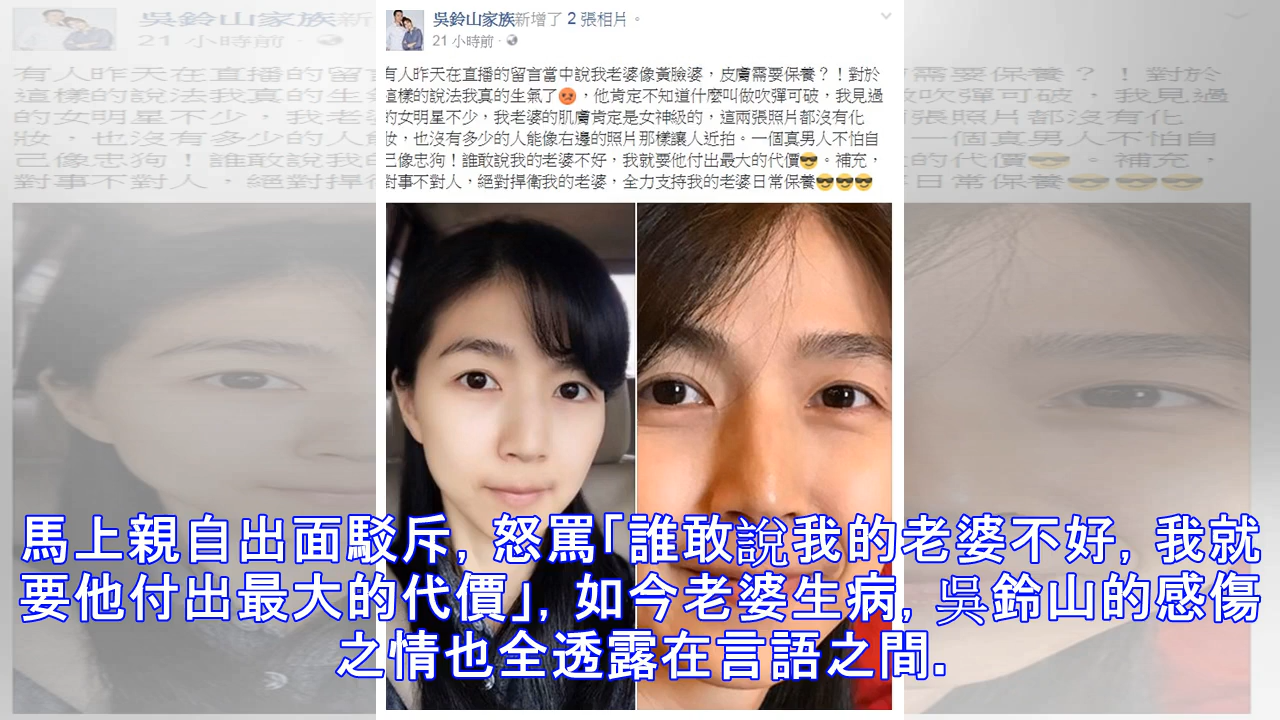 吳鈴山家族新增了 2 張相片。
21 小時前 ·
有人昨天在直播的留言當中說我老婆像黃臉婆，皮膚需要保養？！對於
這樣的說法我真的生氣了😡，他肯定不知道什麼叫做吹彈可破，我見過
的女明星不少，我老婆的肌膚肯定是女神級的，這兩張照片都沒有化
妝，也沒有多少的人能像右邊的照片那樣讓人近拍。一個真男人不怕自
己像忠狗！誰敢說我的老婆不好，我就要他付出最大的代價😎。補充，
對事不對人，絕對捍衛我的老婆，全力支持我的老婆日常保養😎😎😎
馬上親自出面駁斥, 怒罵「誰敢說我的老婆不好, 我就
要他付出最大的代價」, 如今老婆生病, 吳鈴山的感傷
之情也全透露在言語之間.